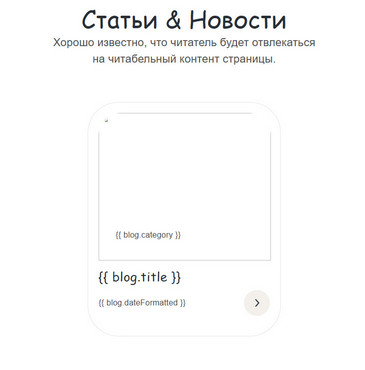 Статьи & Новости
Хорошо известно, что читатель будет отвлекаться
на читабельный контент страницы.
{{ blog.category }}
{{ blog.title }}
{{ blog.dateFormatted }}